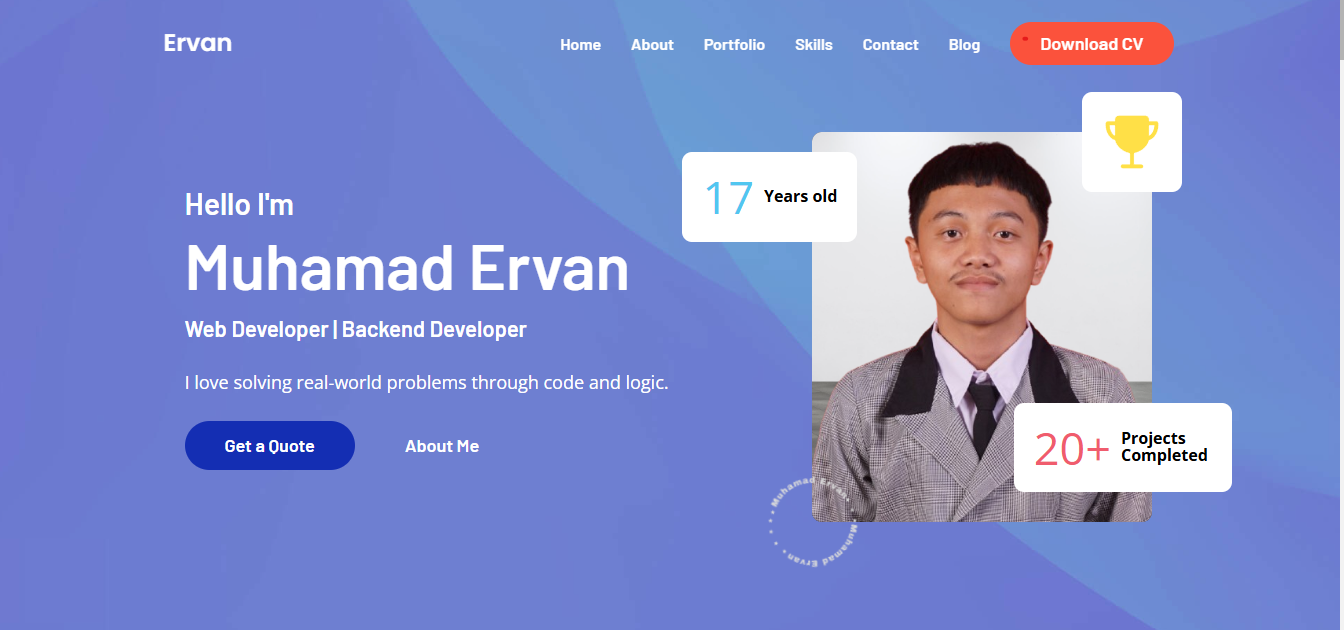 Ervan
Home About Portfolio Skills Contact Blog Download CV
17 Years old
Hello I'm
Muhamad Ervan
Web Developer | Backend Developer
I love solving real-world problems through code and logic.
Get a Quote About Me
20+ Projects
Completed
Muhamad Ervan
Muhamad Ervan